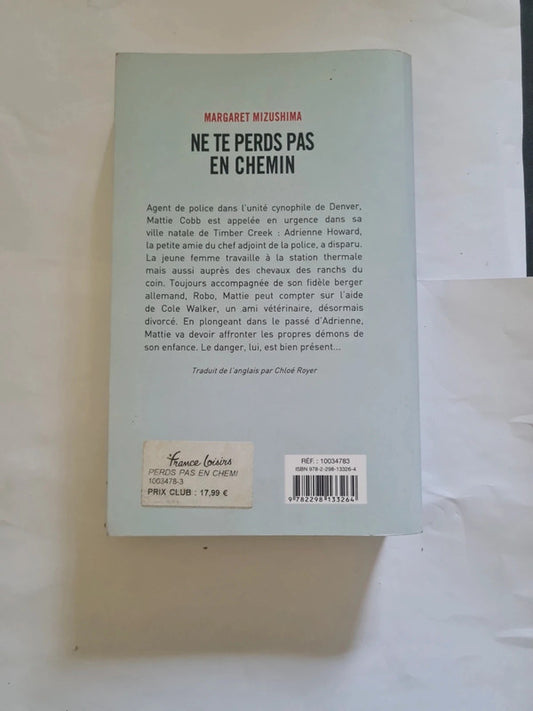 MARGARET MIZUSHIMA
NE TE PERDS PAS
EN CHEMIN
Agent de police dans l'unité cynophile de Denver,
Mattie Cobb est appelée en urgence dans sa
ville natale de Timber Creek : Adrienne Howard,
la petite amie du chef adjoint de la police, a disparu.
La jeune femme travaille à la station thermale
mais aussi auprès des chevaux des ranchs du
coin. Toujours accompagnée de son fidèle berger
allemand, Robo, Mattie peut compter sur l'aide
de Cole Walker, un ami vétérinaire, désormais
divorcé. En plongeant dans le passé d'Adrienne,
Mattie va devoir affronter les propres démons de
son enfance. Le danger, lui, est bien présent...
Traduit de l'anglais par Chloé Royer
France Loisirs
PERDS PAS EN CHEMI
1003478-3
PRIX CLUB : 17,99 €
RÉF. : 10034783
ISBN 978-2-298-13326-4
9 782298 133264